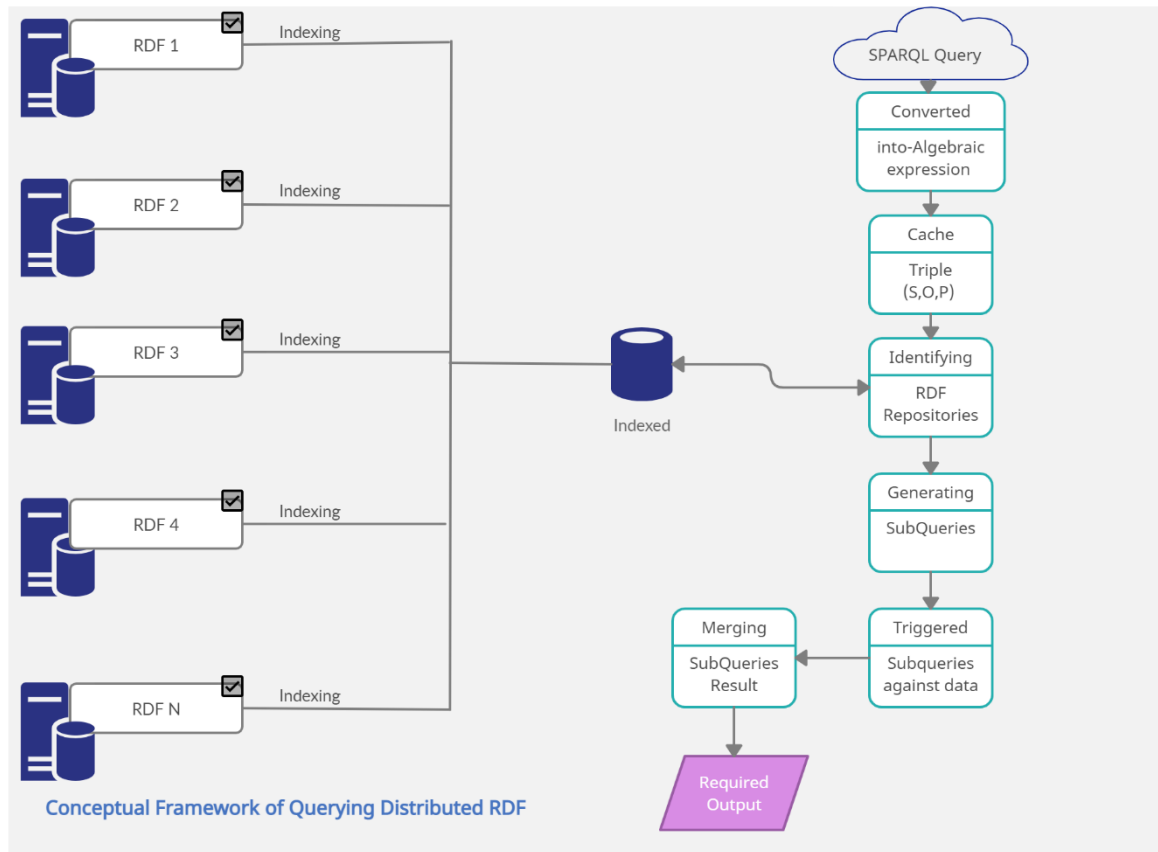 RDF 1
Indexing
RDF 2
Indexing
RDF 3
Indexing
RDF 4
Indexing
RDF N
Indexing
Indexed
SPARQL Query
Converted
into-Algebraic
expression
Cache
Triple
(S,O,P)
Identifying
RDF
Repositories
Generating
SubQueries
Triggered
Subqueries
against data
Merging
SubQueries
Result
Required
Output
Conceptual Framework of Querying Distributed RDF